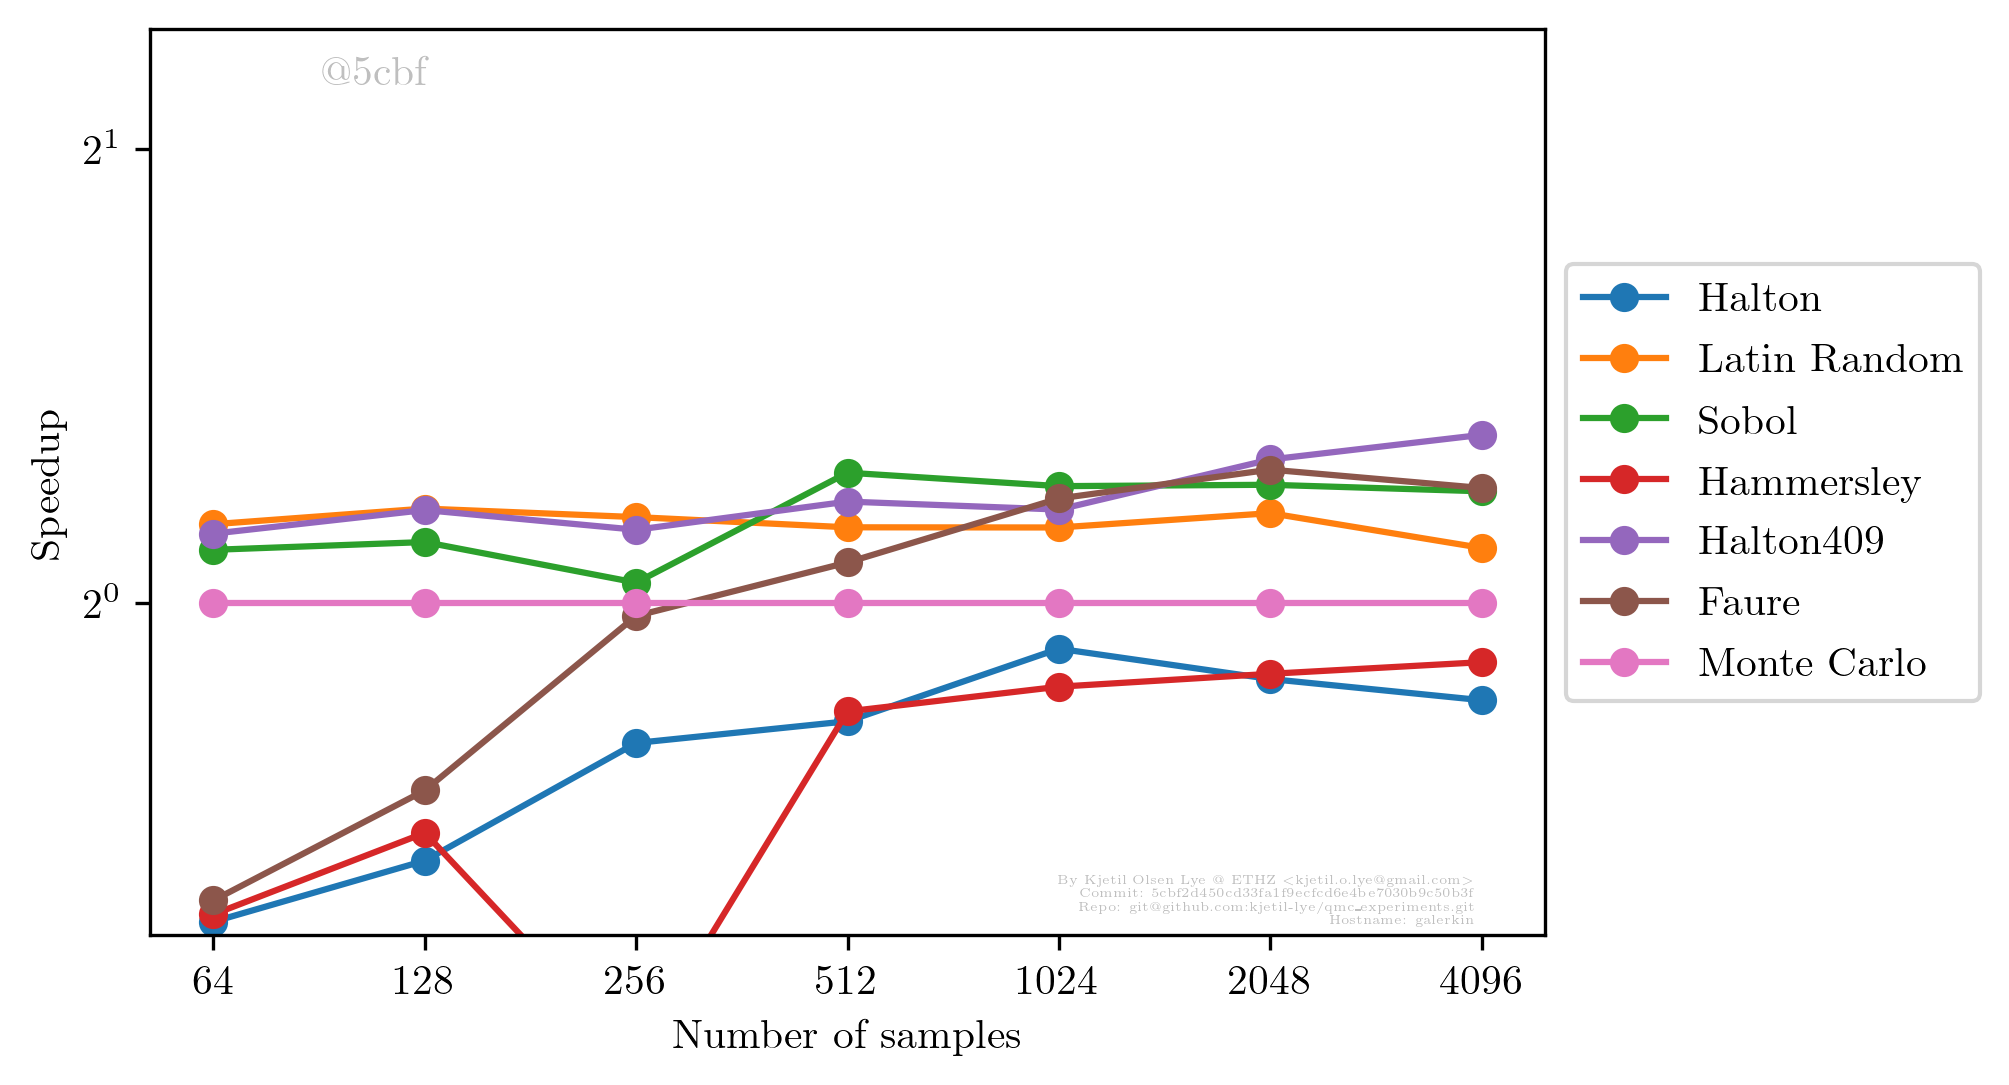 @5cbf
2^1
2^0
Speedup
64 128 256 512 1024 2048 4096
Number of samples
Halton
Latin Random
Sobol
Hammersley
Halton409
Faure
Monte Carlo
By Kjetil Olsen Lye @ ETHZ <kjetil.o.lye@gmail.com>
Commit: 5cbf2d450cd33fa1f9ecfcd6e4be7030b9c50b3f
Repo: git@github.com:kjetil-lye/qmc_experiments.git
Hostname: galerkin